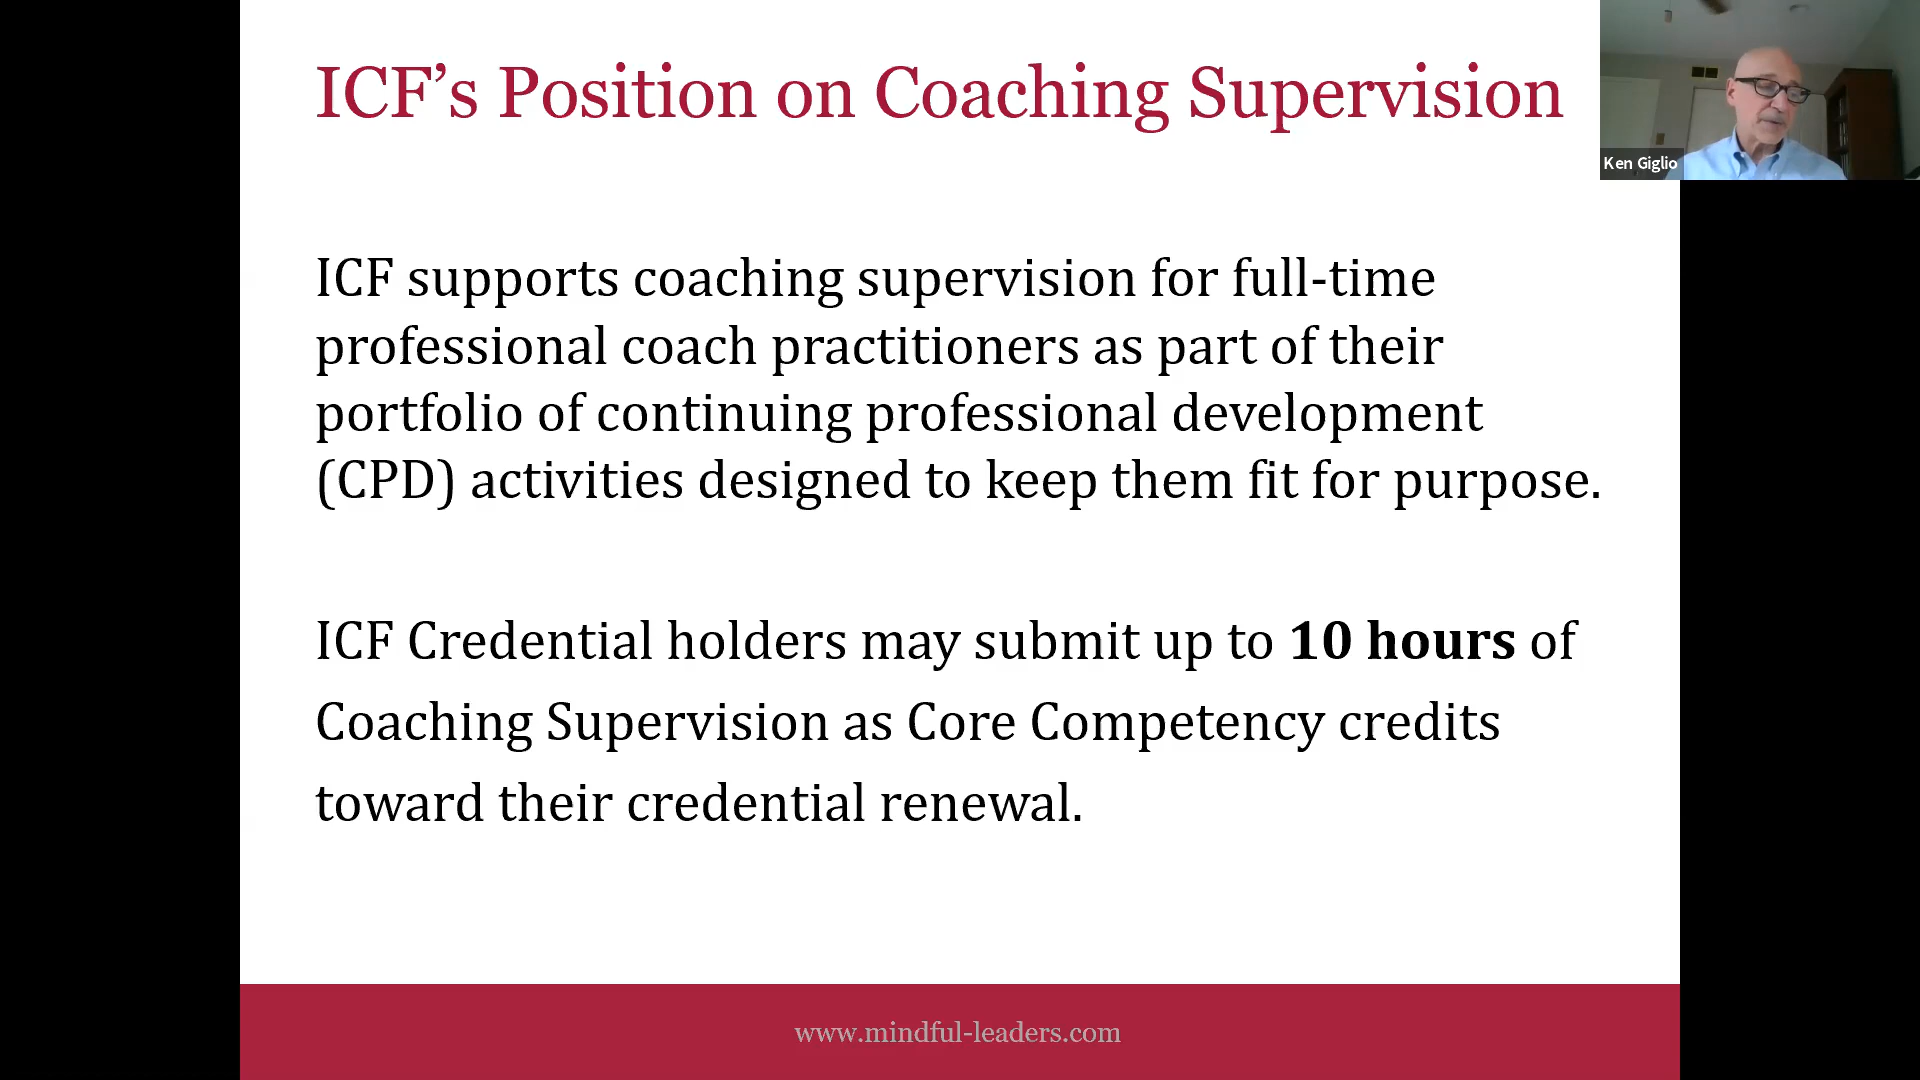 ICF’s Position on Coaching Supervision
Ken Giglio
ICF supports coaching supervision for full-time
professional coach practitioners as part of their
portfolio of continuing professional development
(CPD) activities designed to keep them fit for purpose.
ICF Credential holders may submit up to 10 hours of
Coaching Supervision as Core Competency credits
toward their credential renewal.
www.mindful-leaders.com